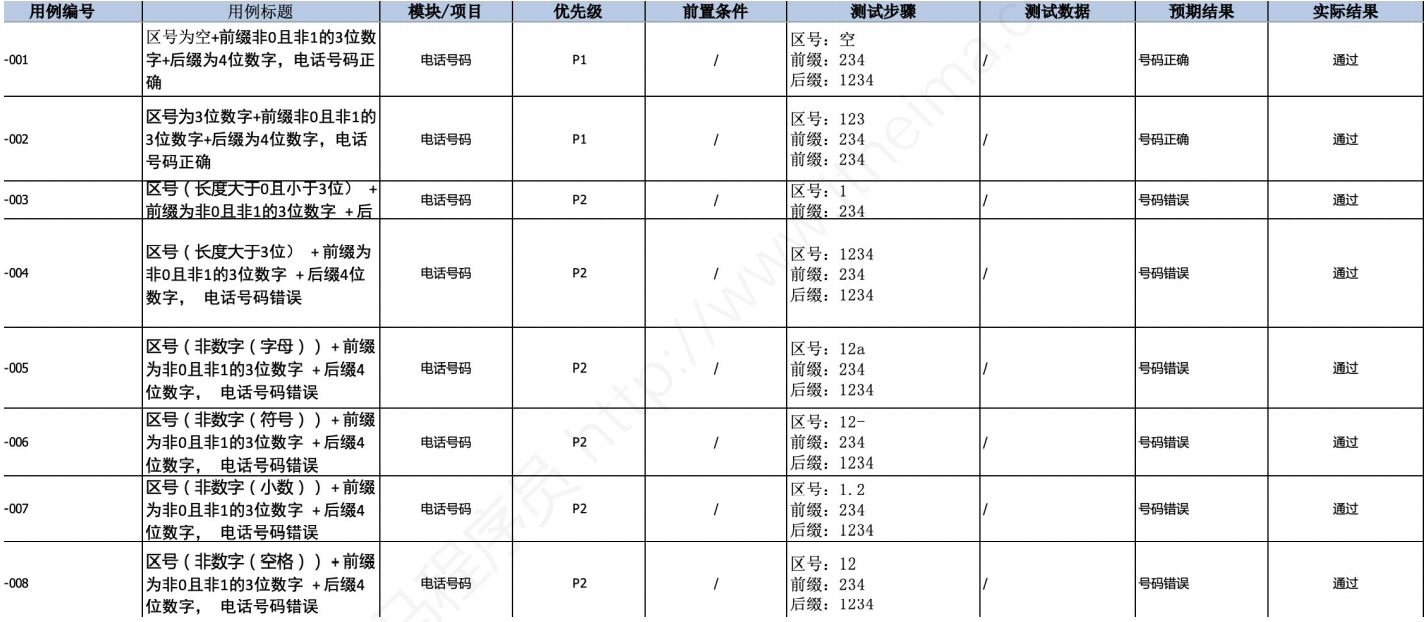 用例编号 用例标题 模块/项目 优先级 前置条件 测试步骤 测试数据 预期结果 实际结果
区号为空+前缀非0且非1的3位数
字+后缀为4位数字，电话号码正
确
-001
电话号码
P1
/
区号：空
前缀：234
后缀：1234
/
号码正确
通过
区号为3位数字+前缀非0且非1的
3位数字+后缀为4位数字，电话
号码正确
-002
电话号码
P1
/
区号：123
前缀：234
前缀：234
/
号码正确
通过
区号（长度大于0且小于3位） +
前缀为非0且非1的3位数字 +后
-003
电话号码
P2
/
区号：1
前缀：234
/
号码错误
通过
区号（长度大于3位） +前缀为
非0且非1的3位数字 +后缀4位
数字， 电话号码错误
-004
电话号码
P2
/
区号：1234
前缀：234
后缀：1234
/
号码错误
通过
区号（非数字（字母））+前缀
为非0且非1的3位数字 +后缀4
位数字， 电话号码错误
-005
电话号码
P2
/
区号：12a
前缀：234
后缀：1234
/
号码错误
通过
区号（非数字（符号））+前缀
为非0且非1的3位数字 +后缀4
位数字， 电话号码错误
-006
电话号码
P2
/
区号：12-
前缀：234
后缀：1234
/
号码错误
通过
区号（非数字（小数））+前缀
为非0且非1的3位数字 +后缀4
位数字， 电话号码错误
-007
电话号码
P2
/
区号：1.2
前缀：234
后缀：1234
/
号码错误
通过
区号（非数字（空格））+前缀
为非0且非1的3位数字 +后缀4
位数字， 电话号码错误
-008
电话号码
P2
/
区号：12
前缀：234
后缀：1234
/
号码错误
通过
马程序员 http://www.itheima.c